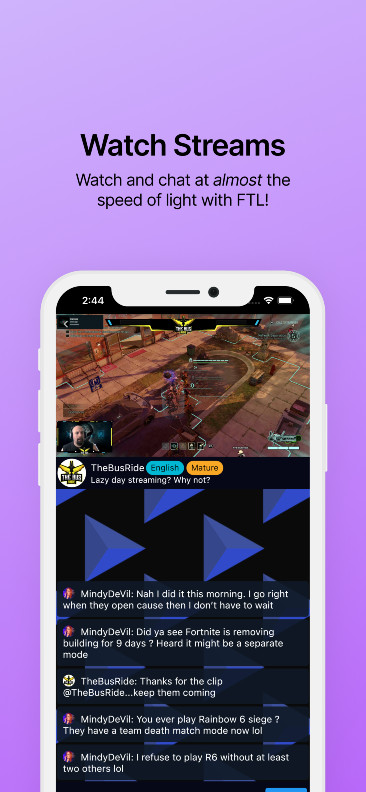 Watch Streams
Watch and chat at almost the
speed of light with FTL!
2:44
THE BUS
THE BUS
TheBusRide English Mature
Lazy day streaming? Why not?
MindyDeVil: Nah I did it this morning. I go right
when they open cause then I don’t have to wait
MindyDeVil: Did ya see Fortnite is removing
building for 9 days ? Heard it might be a separate
mode
TheBusRide: Thanks for the clip
@TheBusRide...keep them coming
MindyDeVil: You ever play Rainbow 6 siege ?
They have a team death match mode now lol
MindyDeVil: I refuse to play R6 without at least
two others lol